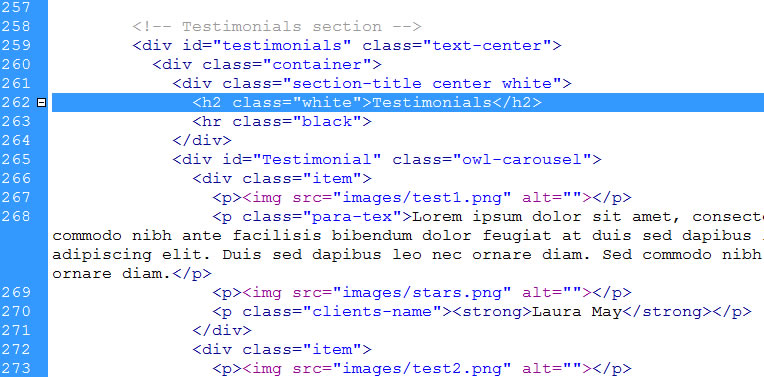 257
258 <!-- Testimonials section -->
259 <div id="testimonials" class="text-center">
260 <div class="container">
261 <div class="section-title center white">
262 <h2 class="white">Testimonials</h2>
263 <hr class="black">
264 </div>
265 <div id="Testimonial" class="owl-carousel">
266 <div class="item">
267 <p><img src="images/test1.png" alt=""></p>
268 <p class="para-tex">Lorem ipsum dolor sit amet, consect
commodo nibh ante facilisis bibendum dolor feugiat at duis sed dapibus
adipiscing elit. Duis sed dapibus leo nec ornare diam. Sed commodo nibh
ornare diam.</p>
269 <p><img src="images/stars.png" alt=""></p>
270 <p class="clients-name"><strong>Laura May</strong></p>
271 </div>
272 <div class="item">
273 <p><img src="images/test2.png" alt=""></p>